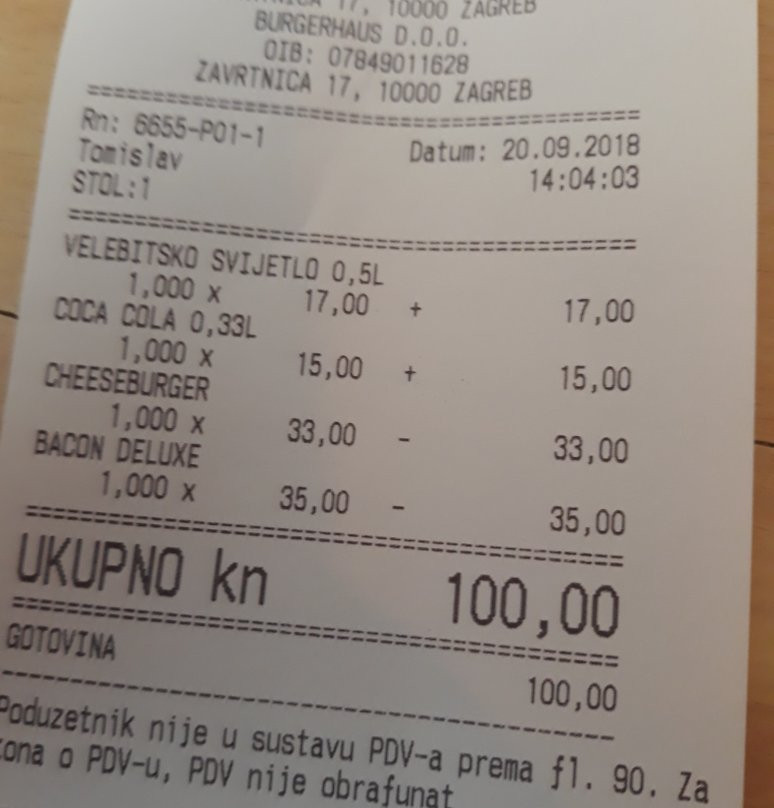 17, 10000 ZAGREB
BURGERHAUS D.O.O.
OIB: 07849011628
ZAVRTNICA 17, 10000 ZAGREB
================================
Rn: 6655-P01-1 Datum: 20.09.2018
Tomislav 14:04:03
STOL:1
================================
VELEBITSKO SVIJETLO 0,5L
1,000 x 17,00 + 17,00
COCA COLA 0,33L
1,000 x 15,00 + 15,00
CHEESEBURGER
1,000 x 33,00 - 33,00
BACON DELUXE
1,000 x 35,00 - 35,00
================================
UKUPNO kn 100,00
================================
GOTOVINA 100,00
--------------------------------
Poduzetnik nije u sustavu PDV-a prema fl. 90. Za
kona o PDV-u, PDV nije obrafunat